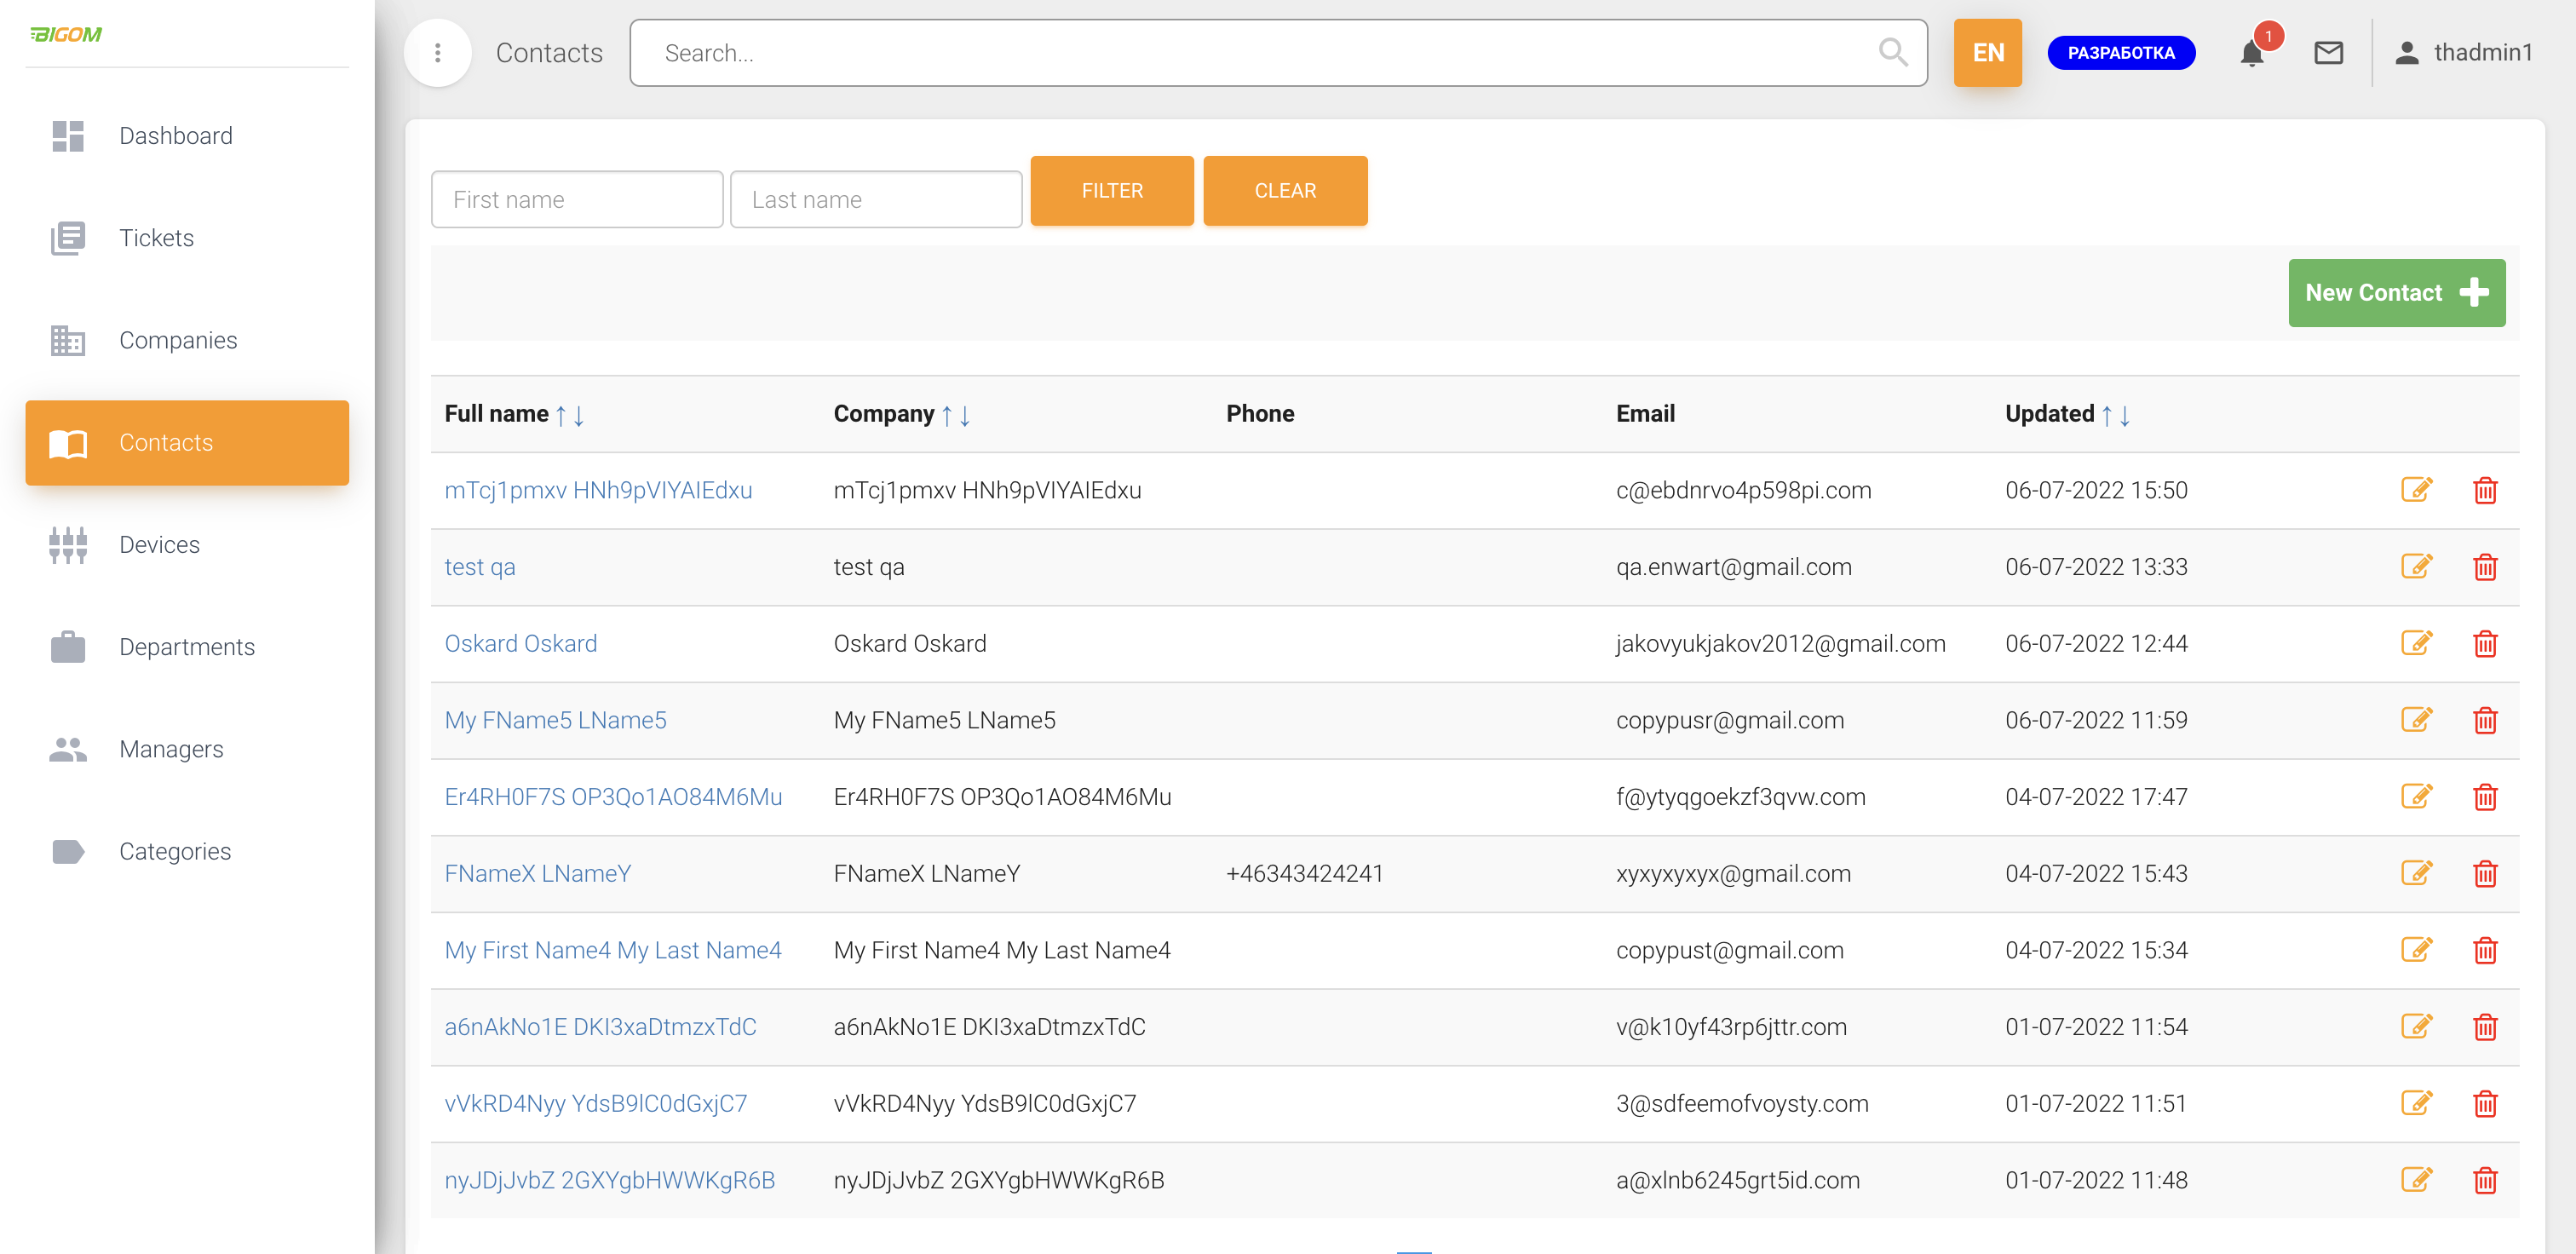 BIGOM
Contacts
Search...
EN
РАЗРАБОТКА
1
thadmin1
Dashboard
Tickets
Companies
Contacts
Devices
Departments
Managers
Categories
First name
Last name
FILTER
CLEAR
New Contact
Full name ↑↓ Company ↑↓ Phone Email Updated ↑↓
mTcj1pmxv HNh9pVIYAIEdxu mTcj1pmxv HNh9pVIYAIEdxu c@ebdnrvo4p598pi.com 06-07-2022 15:50
test qa test qa qa.enwart@gmail.com 06-07-2022 13:33
Oskard Oskard Oskard Oskard jakovyukjakov2012@gmail.com 06-07-2022 12:44
My FName5 LName5 My FName5 LName5 copypusr@gmail.com 06-07-2022 11:59
Er4RH0F7S OP3Qo1AO84M6Mu Er4RH0F7S OP3Qo1AO84M6Mu f@ytyqgoekzf3qvw.com 04-07-2022 17:47
FNameX LNameY FNameX LNameY +46343424241 xyxyxyxyx@gmail.com 04-07-2022 15:43
My First Name4 My Last Name4 My First Name4 My Last Name4 copypust@gmail.com 04-07-2022 15:34
a6nAkNo1E DKI3xaDtmzxTdC a6nAkNo1E DKI3xaDtmzxTdC v@k10yf43rp6jttr.com 01-07-2022 11:54
vVkRD4Nyy YdsB9lC0dGxjC7 vVkRD4Nyy YdsB9lC0dGxjC7 3@sdfeemofvoysty.com 01-07-2022 11:51
nyJDjJvbZ 2GXYgbHWWKgR6B nyJDjJvbZ 2GXYgbHWWKgR6B a@xlnb6245grt5id.com 01-07-2022 11:48